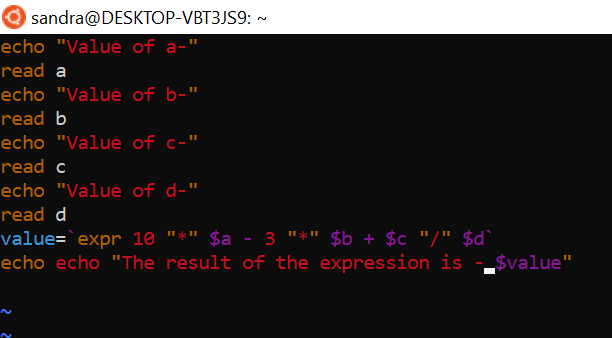 sandra@DESKTOP-VBT3JS9: ~
echo "Value of a-"
read a
echo "Value of b-"
read b
echo "Value of c-"
read c
echo "Value of d-"
read d
value=`expr 10 "*" $a - 3 "*" $b + $c "/" $d`
echo echo "The result of the expression is - $value"
~
~